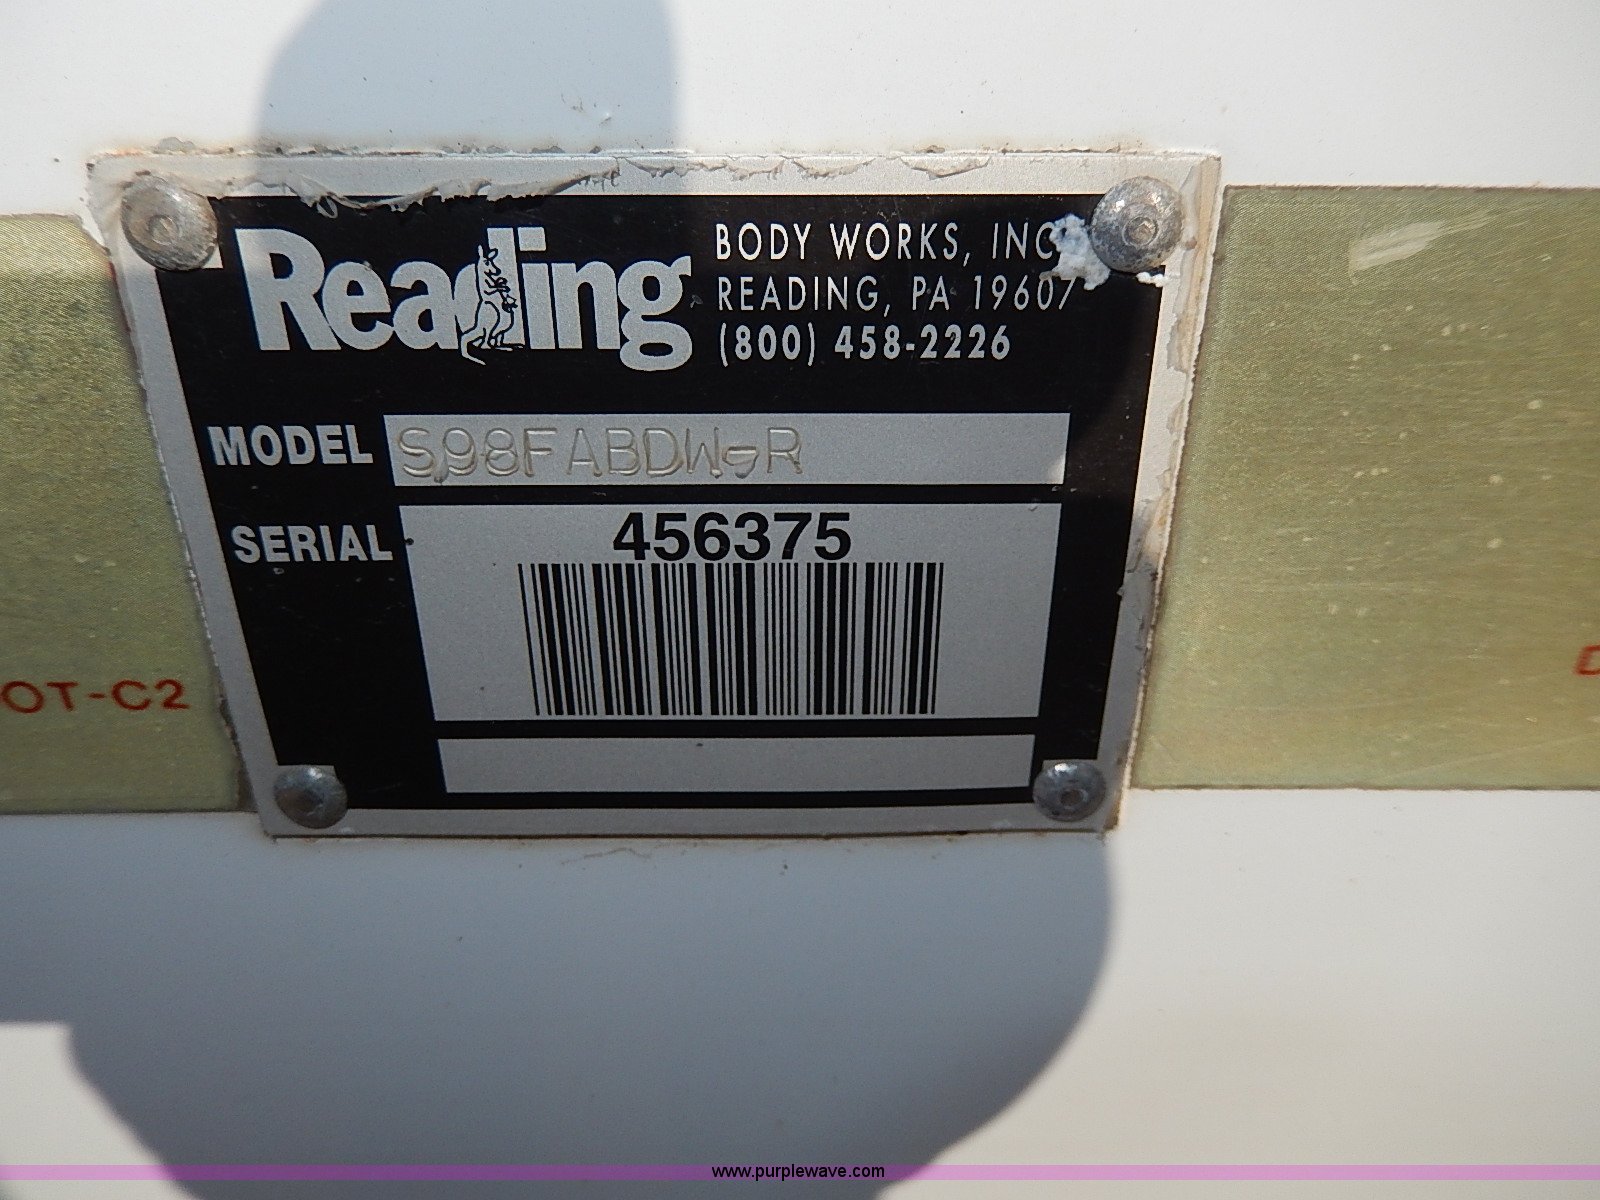 Reading
BODY WORKS, INC
READING, PA 19607
(800) 458-2226
MODEL S98FABDW-R
SERIAL 456375
OT-C2
D
www.purplewave.com